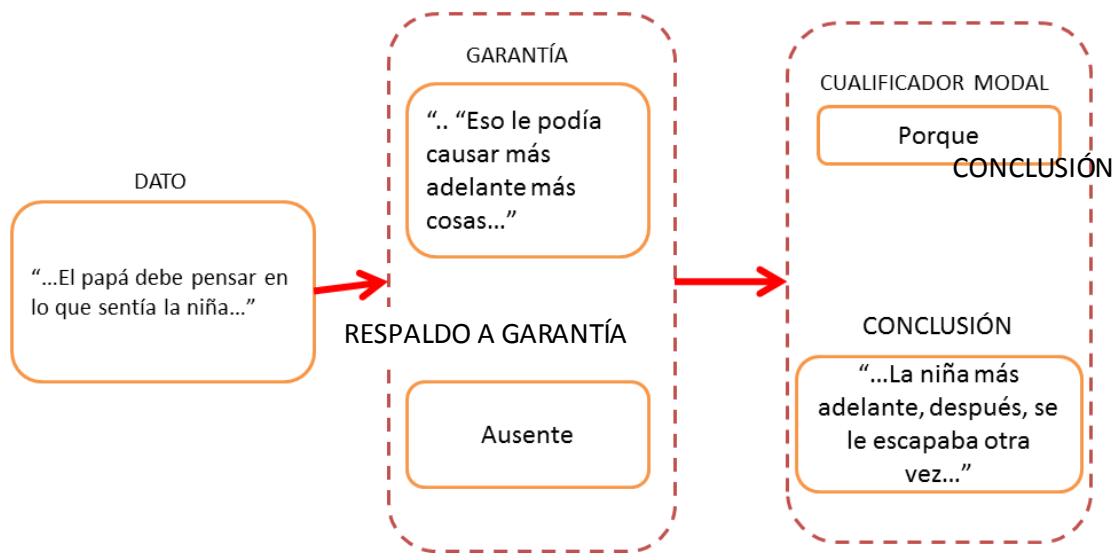 DATO
“...El papá debe pensar en
lo que sentía la niña...”
GARANTÍA
“.. “Eso le podía
causar más
adelante más
cosas...”
RESPALDO A GARANTÍA
Ausente
CUALIFICADOR MODAL
Porque
CONCLUSIÓN
CONCLUSIÓN
“...La niña más
adelante, después, se
le escapaba otra
vez...”